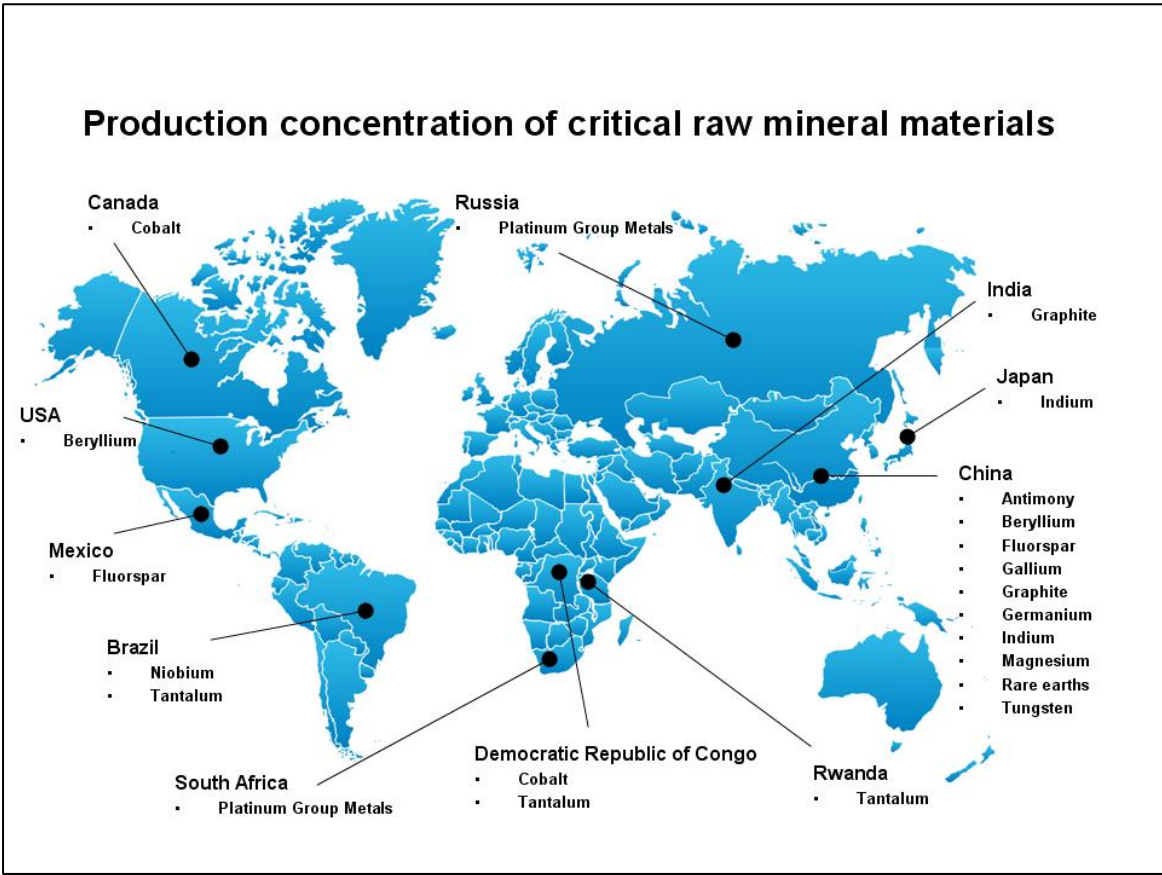 Production concentration of critical raw mineral materials
Canada
▪ Cobalt
Russia
▪ Platinum Group Metals
India
▪ Graphite
Japan
▪ Indium
USA
▪ Beryllium
China
▪ Antimony
▪ Beryllium
▪ Fluorspar
▪ Gallium
▪ Graphite
▪ Germanium
▪ Indium
▪ Magnesium
▪ Rare earths
▪ Tungsten
Mexico
▪ Fluorspar
Brazil
▪ Niobium
▪ Tantalum
South Africa
▪ Platinum Group Metals
Democratic Republic of Congo
▪ Cobalt
▪ Tantalum
Rwanda
▪ Tantalum